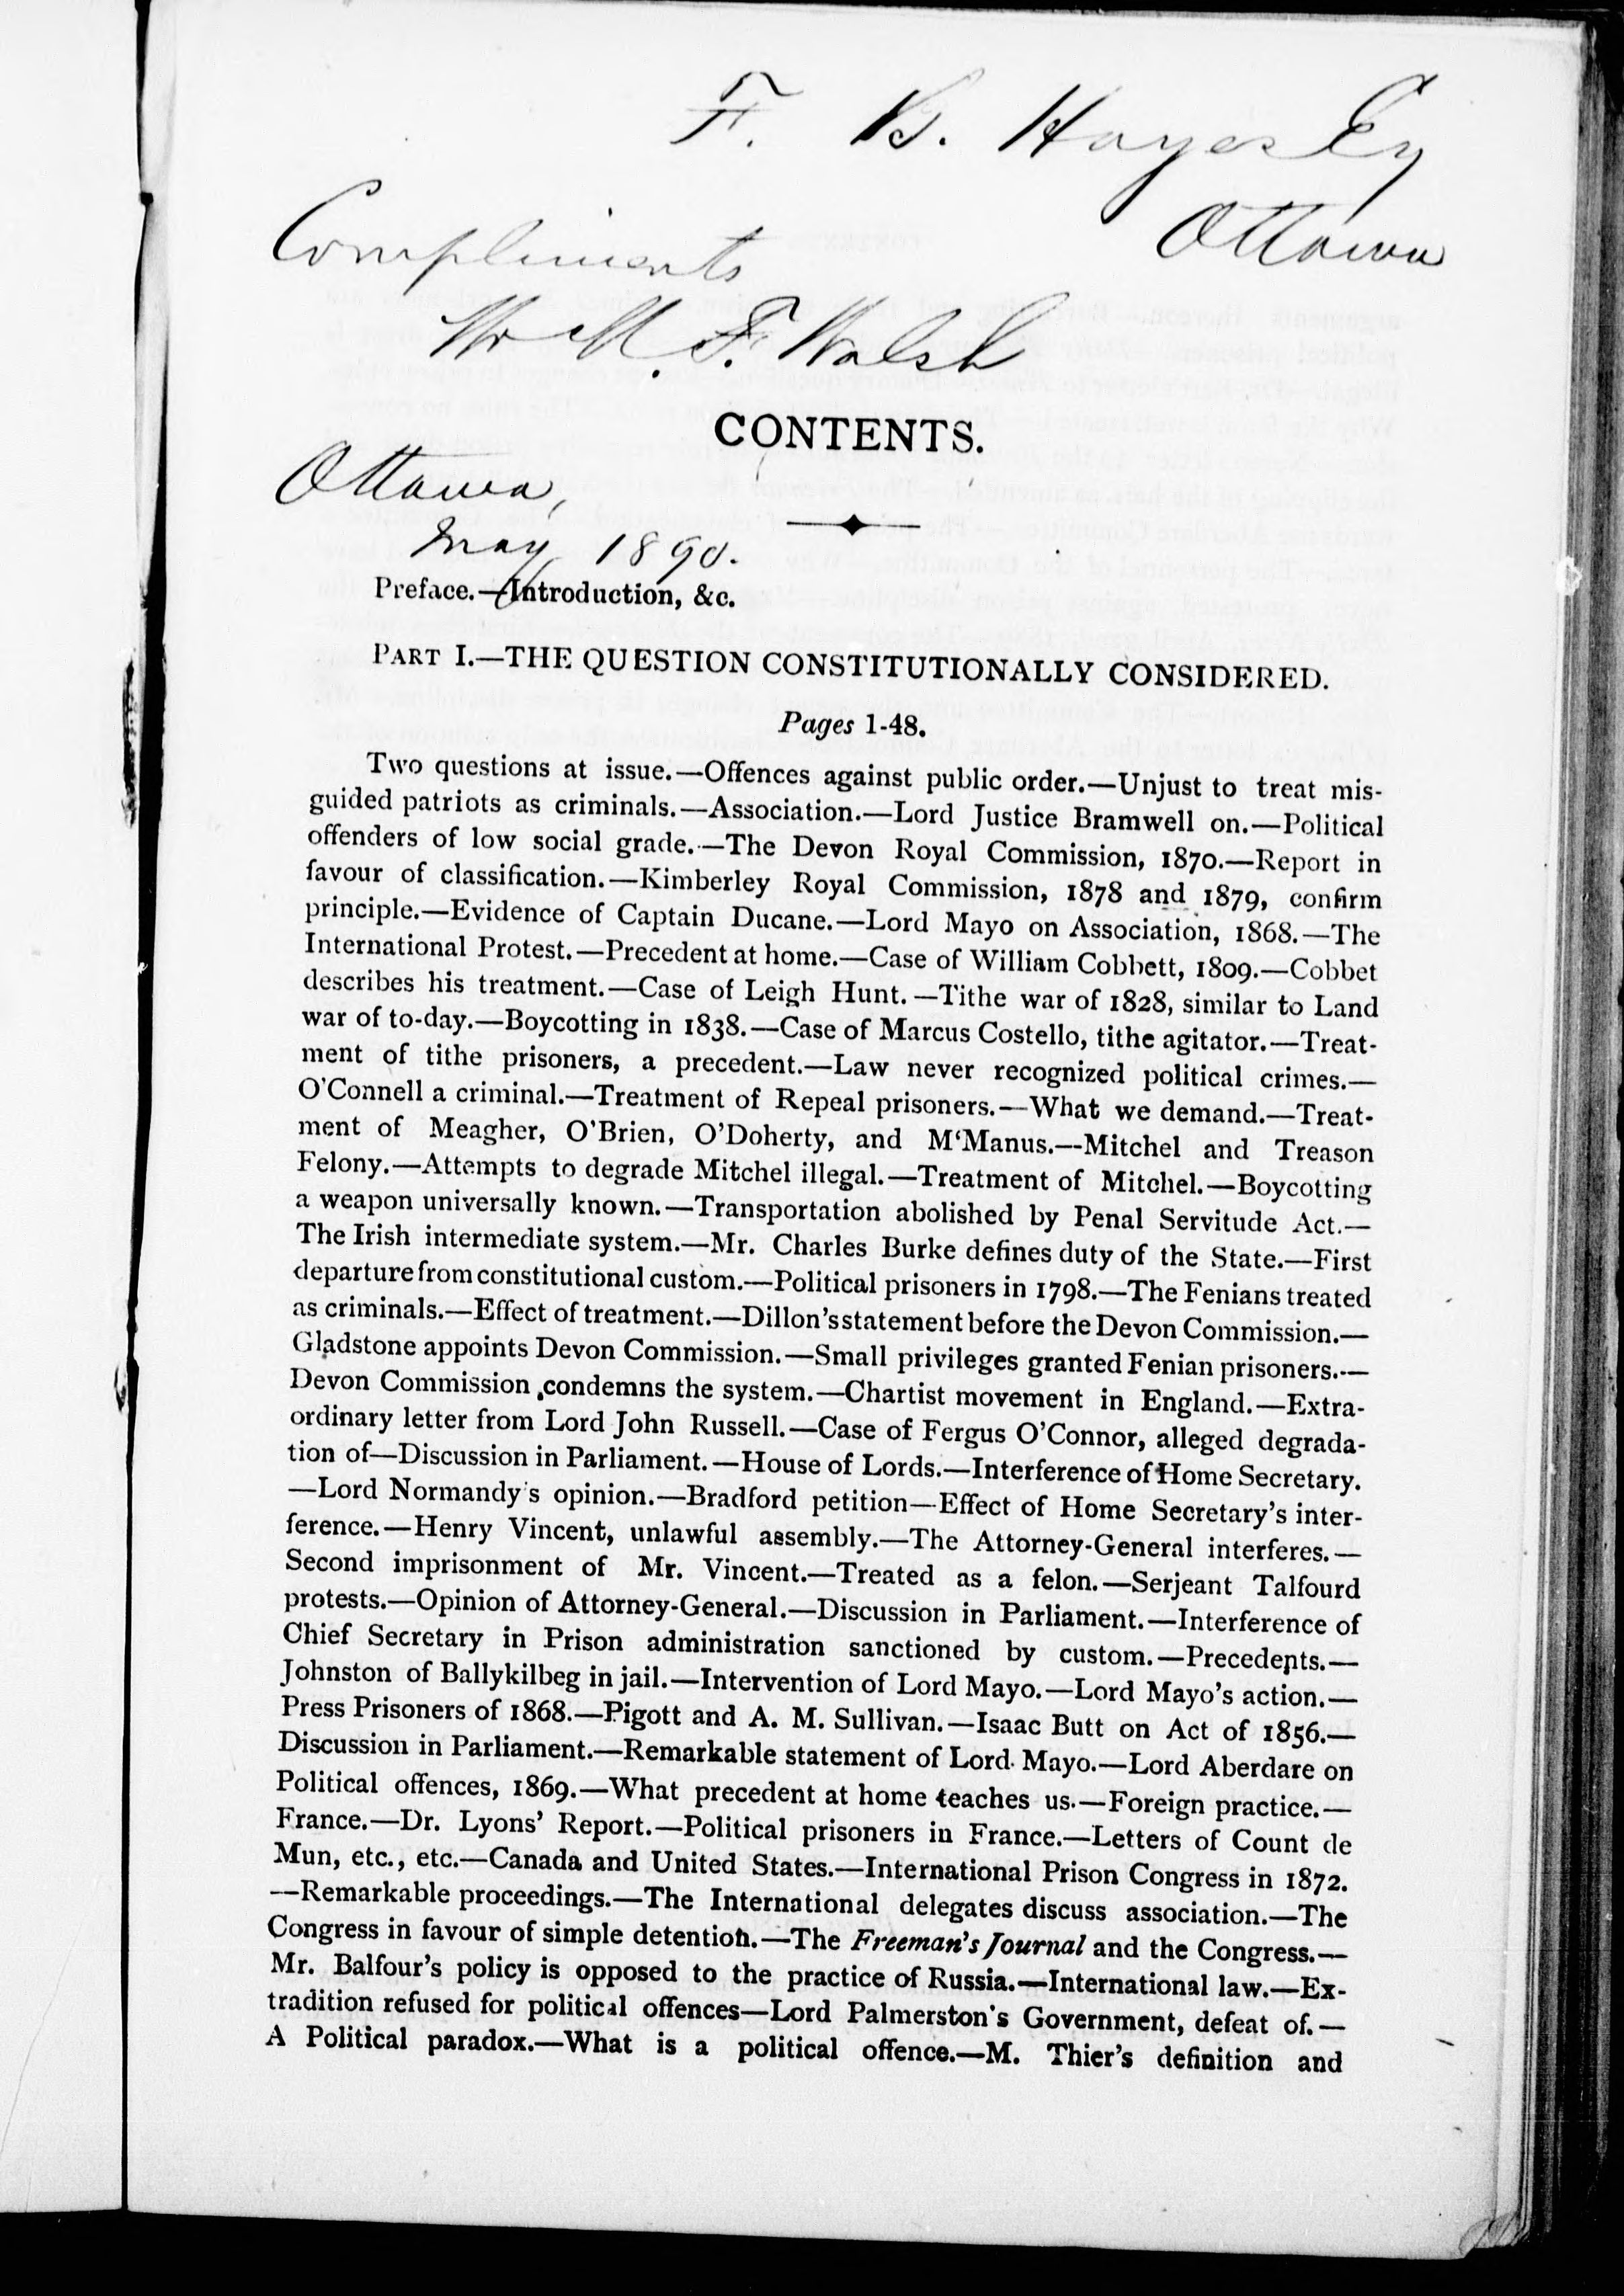 F. B. Hayes Esq
Ottawa
Compliments
Wm M. F. Walsh
CONTENTS.
Ottawa,
May 1890.
Preface.—Introduction, &c.
PART I.—THE QUESTION CONSTITUTIONALLY CONSIDERED.
Pages 1-48.
Two questions at issue.—Offences against public order.—Unjust to treat mis-
guided patriots as criminals.—Association.—Lord Justice Bramwell on.—Political
offenders of low social grade.—The Devon Royal Commission, 1870.—Report in
favour of classification.—Kimberley Royal Commission, 1878 and 1879, confirm
principle.—Evidence of Captain Ducane.—Lord Mayo on Association, 1868.—The
International Protest.—Precedent at home.—Case of William Cobbett, 1809.—Cobbet
describes his treatment.—Case of Leigh Hunt.—Tithe war of 1828, similar to Land
war of to-day.—Boycotting in 1838.—Case of Marcus Costello, tithe agitator.—Treat-
ment of tithe prisoners, a precedent.—Law never recognized political crimes.—
O'Connell a criminal.—Treatment of Repeal prisoners.—What we demand.—Treat-
ment of Meagher, O'Brien, O'Doherty, and M'Manus.—Mitchel and Treason
Felony.—Attempts to degrade Mitchel illegal.—Treatment of Mitchel.—Boycotting
a weapon universally known.—Transportation abolished by Penal Servitude Act.—
The Irish intermediate system.—Mr. Charles Burke defines duty of the State.—First
departure from constitutional custom.—Political prisoners in 1798.—The Fenians treated
as criminals.—Effect of treatment.—Dillon's statement before the Devon Commission.—
Gladstone appoints Devon Commission.—Small privileges granted Fenian prisoners.—
Devon Commission condemns the system.—Chartist movement in England.—Extra-
ordinary letter from Lord John Russell.—Case of Fergus O'Connor, alleged degrada-
tion of—Discussion in Parliament.—House of Lords.—Interference of Home Secretary.
—Lord Normandy's opinion.—Bradford petition—Effect of Home Secretary's inter-
ference.—Henry Vincent, unlawful assembly.—The Attorney-General interferes.—
Second imprisonment of Mr. Vincent.—Treated as a felon.—Serjeant Talfourd
protests.—Opinion of Attorney-General.—Discussion in Parliament.—Interference of
Chief Secretary in Prison administration sanctioned by custom.—Precedents.—
Johnston of Ballykilbeg in jail.—Intervention of Lord Mayo.—Lord Mayo's action.—
Press Prisoners of 1868.—Pigott and A. M. Sullivan.—Isaac Butt on Act of 1856.—
Discussion in Parliament.—Remarkable statement of Lord Mayo.—Lord Aberdare on
Political offences, 1869.—What precedent at home teaches us.—Foreign practice.—
France.—Dr. Lyons' Report.—Political prisoners in France.—Letters of Count de
Mun, etc., etc.—Canada and United States.—International Prison Congress in 1872.
—Remarkable proceedings.—The International delegates discuss association.—The
Congress in favour of simple detention.—The Freeman's Journal and the Congress.—
Mr. Balfour's policy is opposed to the practice of Russia.—International law.—Ex-
tradition refused for political offences—Lord Palmerston's Government, defeat of.—
A Political paradox.—What is a political offence.—M. Thier's definition and